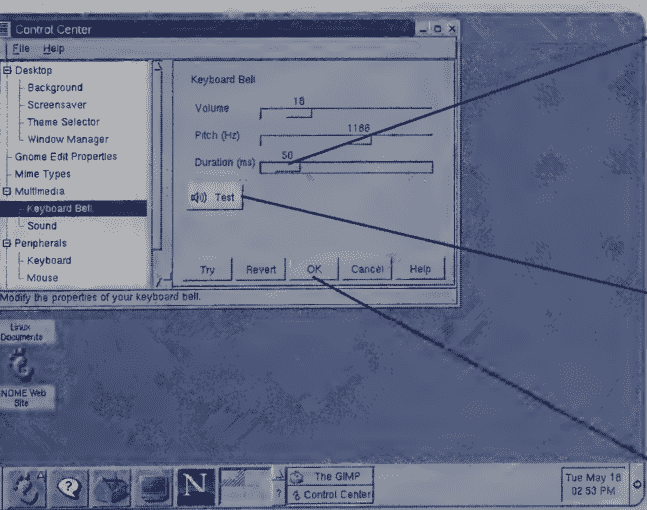 Control Center
File Help
Desktop
Background
Screensaver
Theme Selector
Window Manager
Gnome Edit Properties
Mime Types
Multimedia
Keyboard Bell
Sound
Peripherals
Keyboard
Mouse
Keyboard Bell
Volume 18
Pitch (Hz) 1166
Duration (ms) 50
Test
Try Revert OK Cancel Help
Modify the properties of your keyboard bell.
Linux
Documents
NOME Web
Site
N
The GIMP
Control Center
Tue May 18
02 53 PM